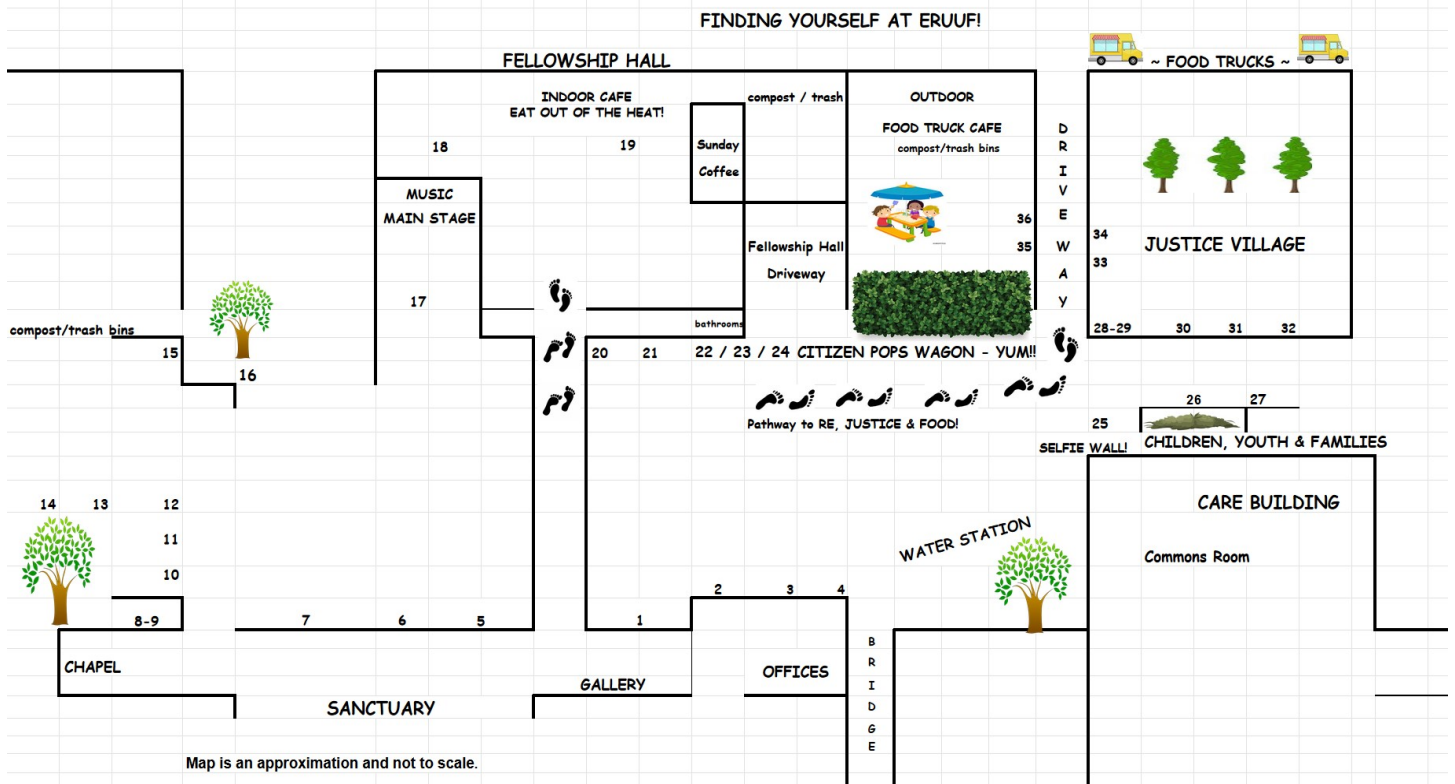 FINDING YOURSELF AT ERUUF!
FELLOWSHIP HALL
~ FOOD TRUCKS ~
INDOOR CAFE
EAT OUT OF THE HEAT!
compost / trash
OUTDOOR
FOOD TRUCK CAFE
compost/trash bins
DRIVEWAY
18
19
Sunday
Coffee
MUSIC
MAIN STAGE
36
35
34
33
JUSTICE VILLAGE
Fellowship Hall
Driveway
17
compost/trash bins
bathrooms
28-29
30
31
32
15
16
20
21
22 / 23 / 24 CITIZEN POPS WAGON - YUM!!
26
27
Pathway to RE, JUSTICE & FOOD!
25
SELFIE WALL!
CHILDREN, YOUTH & FAMILIES
14
13
12
11
10
CARE BUILDING
WATER STATION
Commons Room
2
3
4
8-9
7
6
5
1
BRIDGE
CHAPEL
OFFICES
GALLERY
SANCTUARY
Map is an approximation and not to scale.